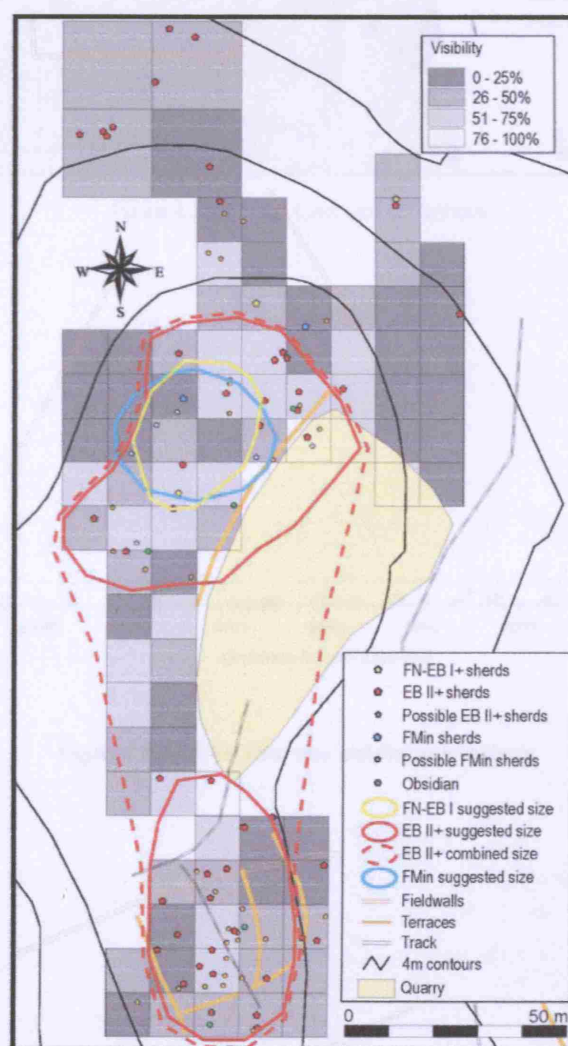 Visibility
0 - 25%
26 - 50%
51 - 75%
76 - 100%
N
W E
S
FN-EB I+ sherds
EB II+ sherds
Possible EB II+ sherds
FMin sherds
Possible FMin sherds
Obsidian
FN-EB I suggested size
EB II+ suggested size
EB II+ combined size
FMin suggested size
Fieldwalls
Terraces
Track
4m contours
Quarry
0 50 m